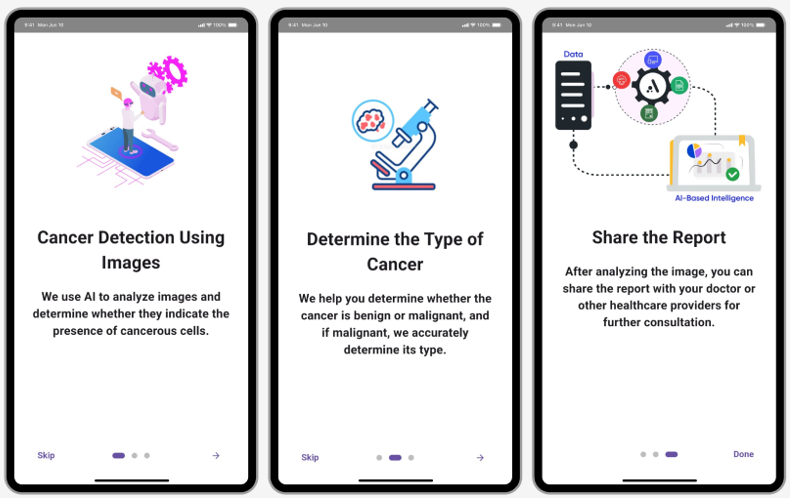 9:41 Mon Jun 10
100%
Cancer Detection Using
Images
We use AI to analyze images and
determine whether they indicate the
presence of cancerous cells.
Skip
→
9:41 Mon Jun 10
100%
Determine the Type of
Cancer
We help you determine whether the
cancer is benign or malignant, and
if malignant, we accurately
determine its type.
Skip
→
9:41 Mon Jun 10
100%
Data
AI-Based Intelligence
Share the Report
After analyzing the image, you can
share the report with your doctor or
other healthcare providers for
further consultation.
Done